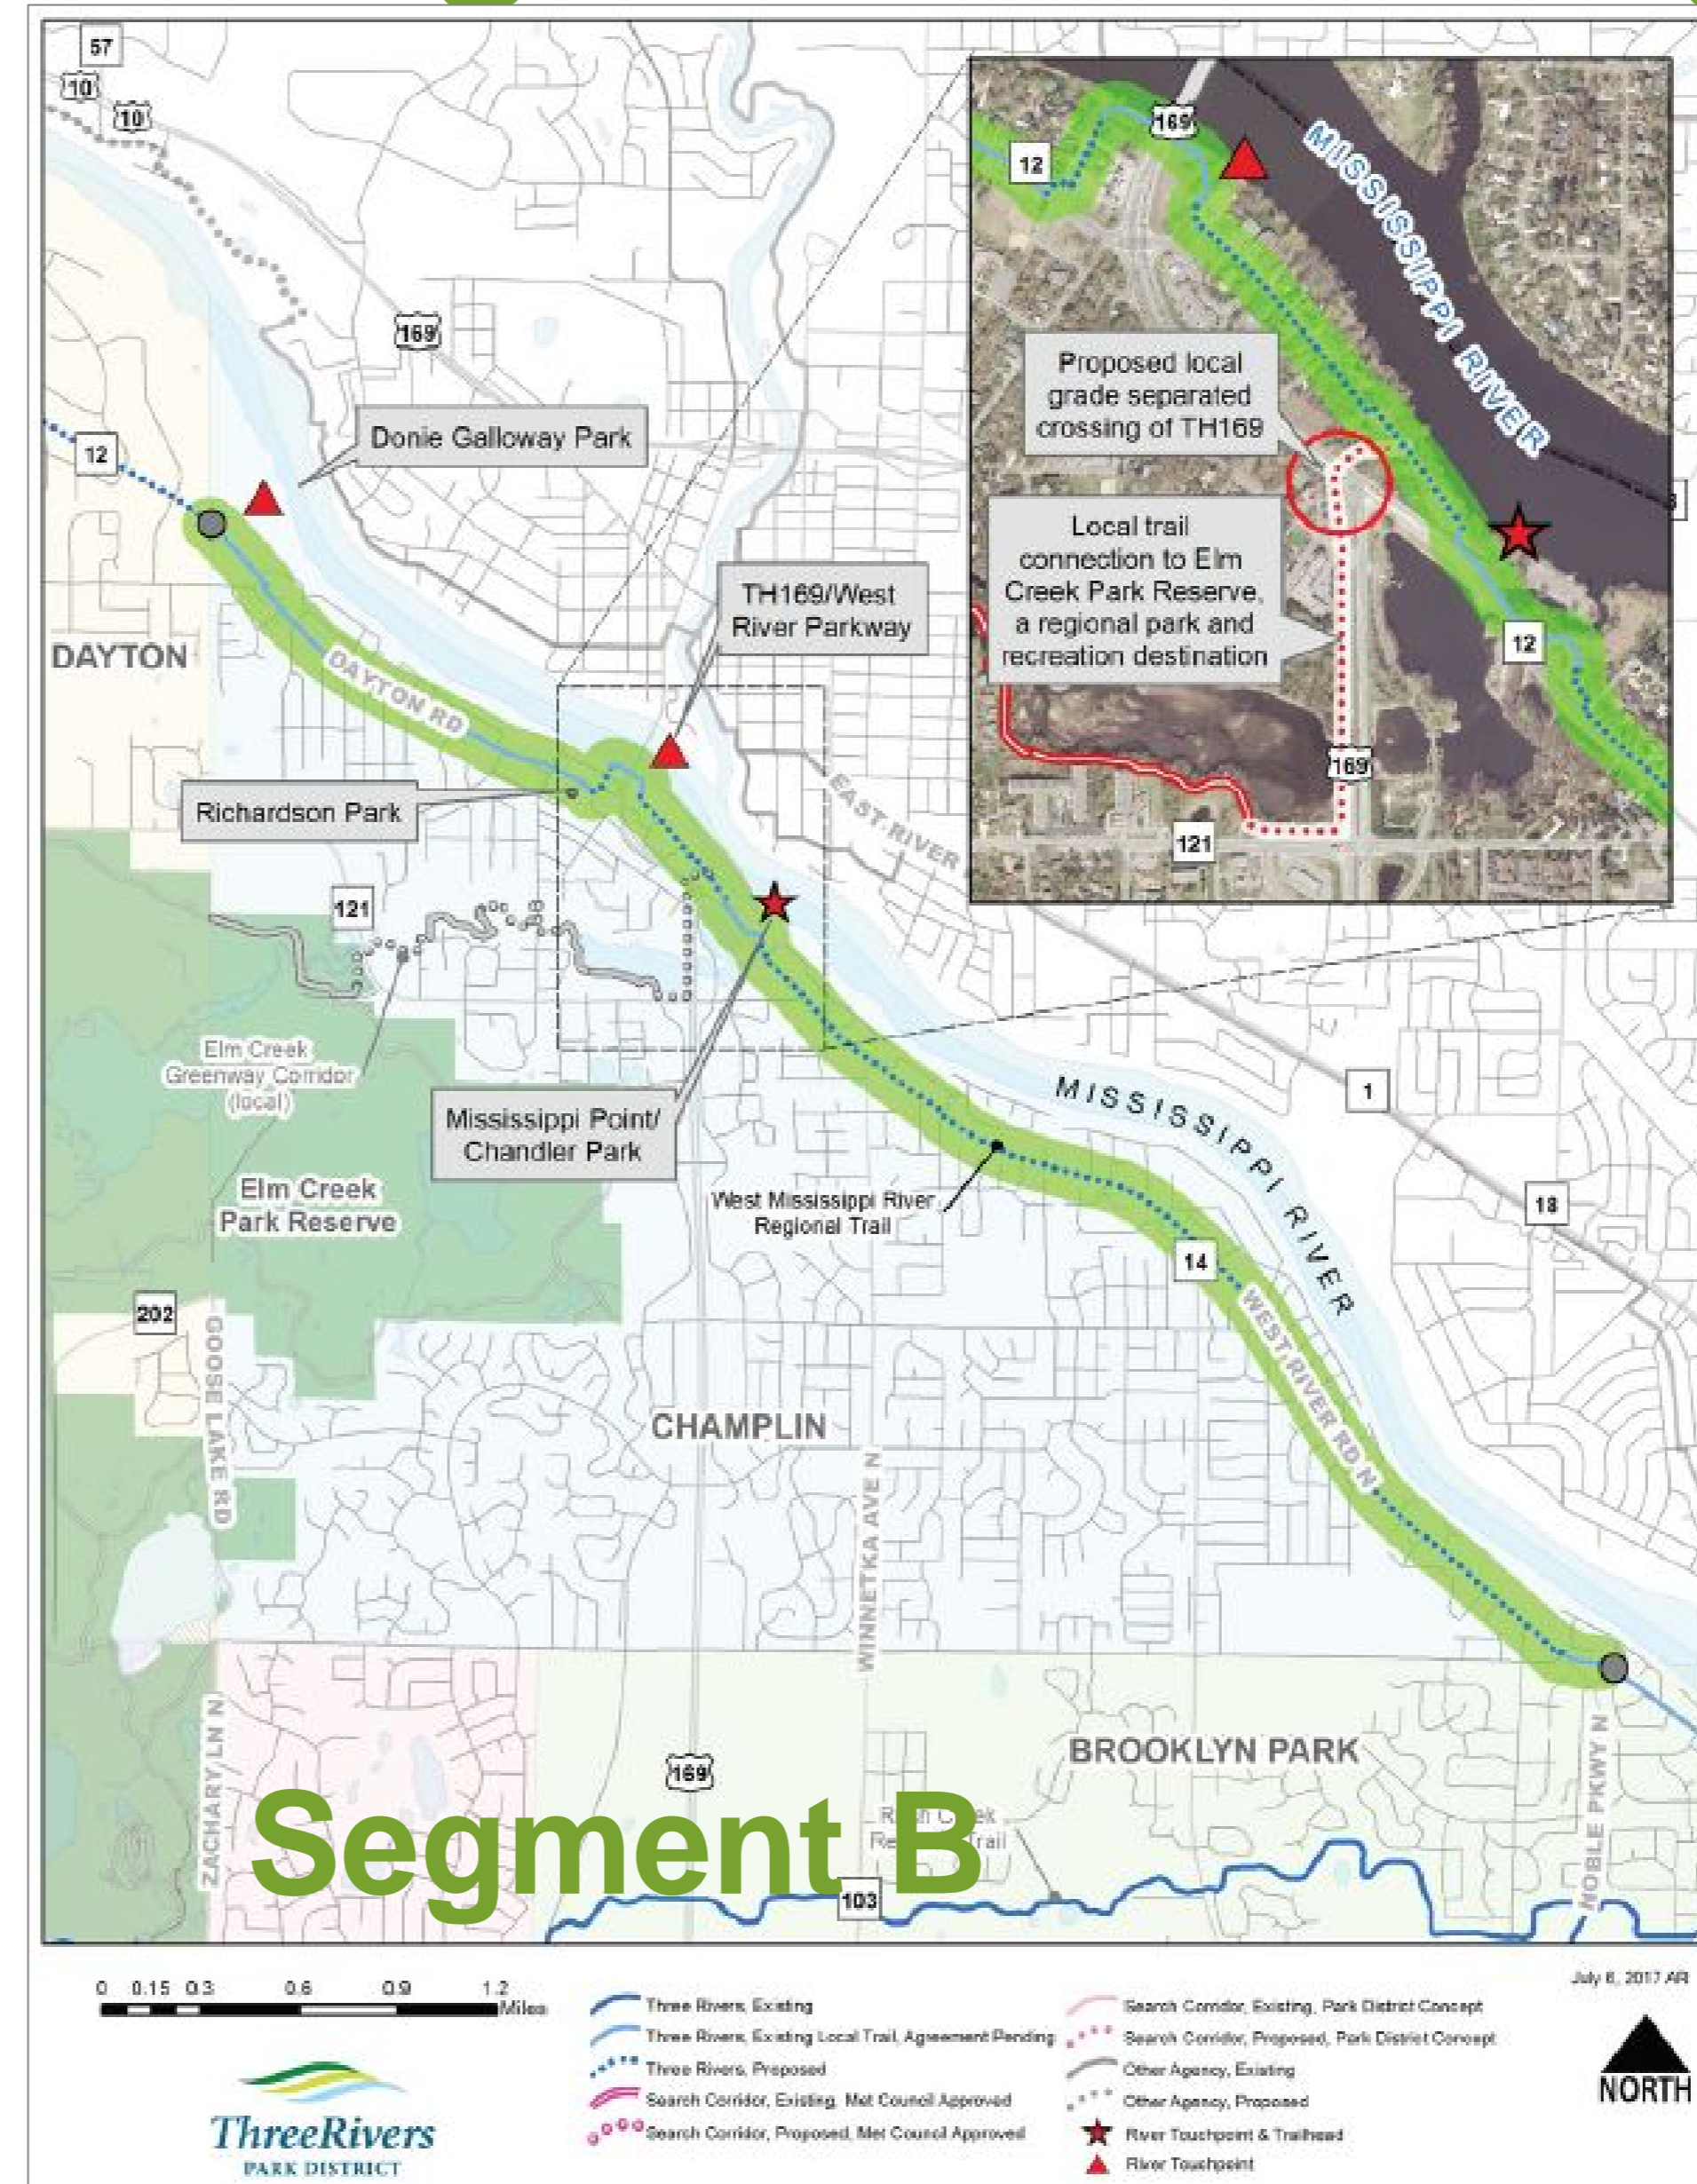 57
10
10
169
12
Donie Galloway Park
TH169/West
River Parkway
DAYTON
DAYTON RD
Richardson Park
EAST RIVER
121
Elm Creek
Greenway Corridor
(local)
Mississippi Point/
Chandler Park
Elm Creek
Park Reserve
West Mississippi River
Regional Trail
MISSISSIPPI RIVER
1
18
14
202
GOOSE LAKE RD
WEST RIVER RD N
CHAMPLIN
WINNETKA AVE N
ZACHARY LN N
BROOKLYN PARK
NOBLE PKWY N
169
Segment B
Trail
103
169
12
MISSISSIPPI RIVER
Proposed local
grade separated
crossing of TH169
Local trail
connection to Elm
Creek Park Reserve,
a regional park and
recreation destination
12
169
121
0 0.15 0.3 0.6 0.9 1.2
Miles
ThreeRivers
PARK DISTRICT
Three Rivers, Existing
Three Rivers, Existing Local Trail, Agreement Pending
Three Rivers, Proposed
Search Corridor, Existing, Met Council Approved
Search Corridor, Proposed, Met Council Approved
Search Corridor, Existing, Park District Concept
Search Corridor, Proposed, Park District Concept
Other Agency, Existing
Other Agency, Proposed
River Touchpoint & Trailhead
River Touchpoint
July 6, 2017 AR
NORTH